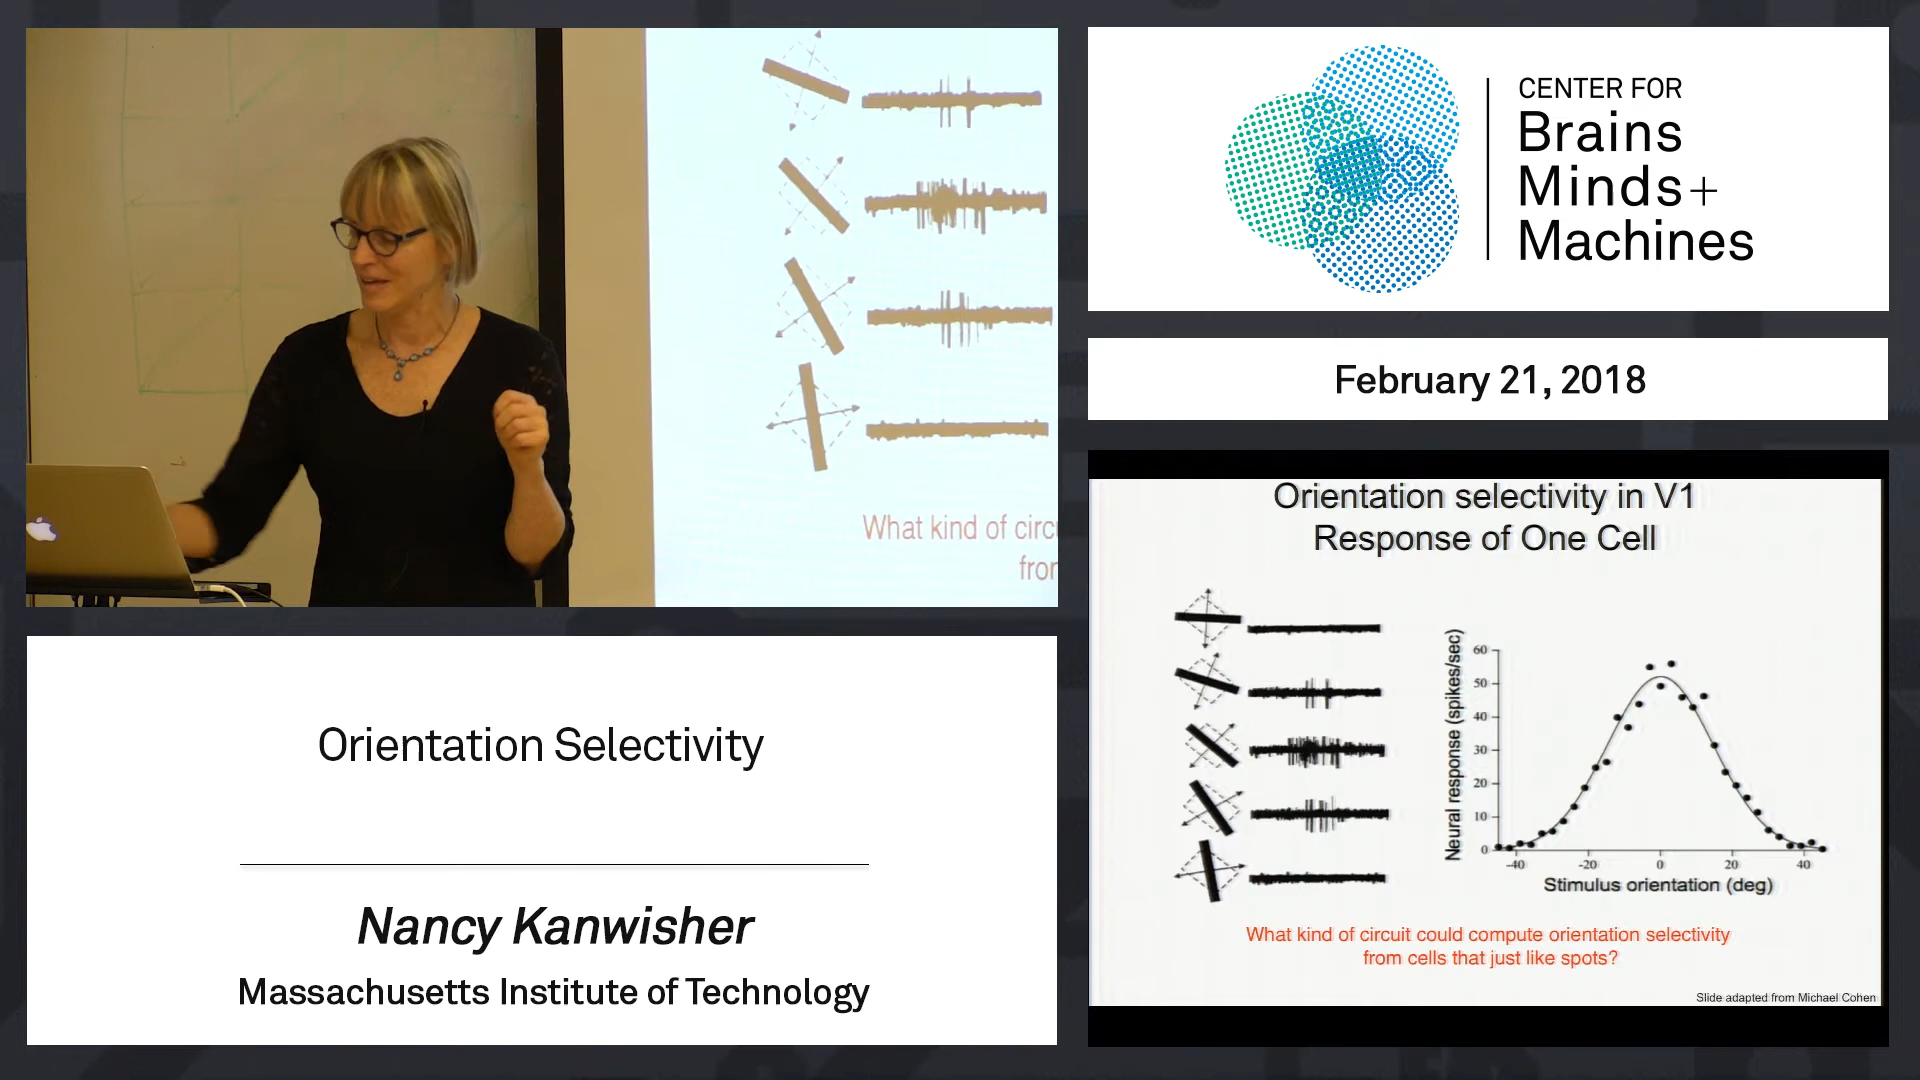 What kind of circ
fror
CENTER FOR
Brains
Minds+
Machines
February 21, 2018
Orientation Selectivity
Nancy Kanwisher
Massachusetts Institute of Technology
Orientation selectivity in V1
Response of One Cell
Neural response (spikes/sec)
60
50
40
30
20
10
0
-40 -20 0 20 40
Stimulus orientation (deg)
What kind of circuit could compute orientation selectivity
from cells that just like spots?
Slide adapted from Michael Cohen